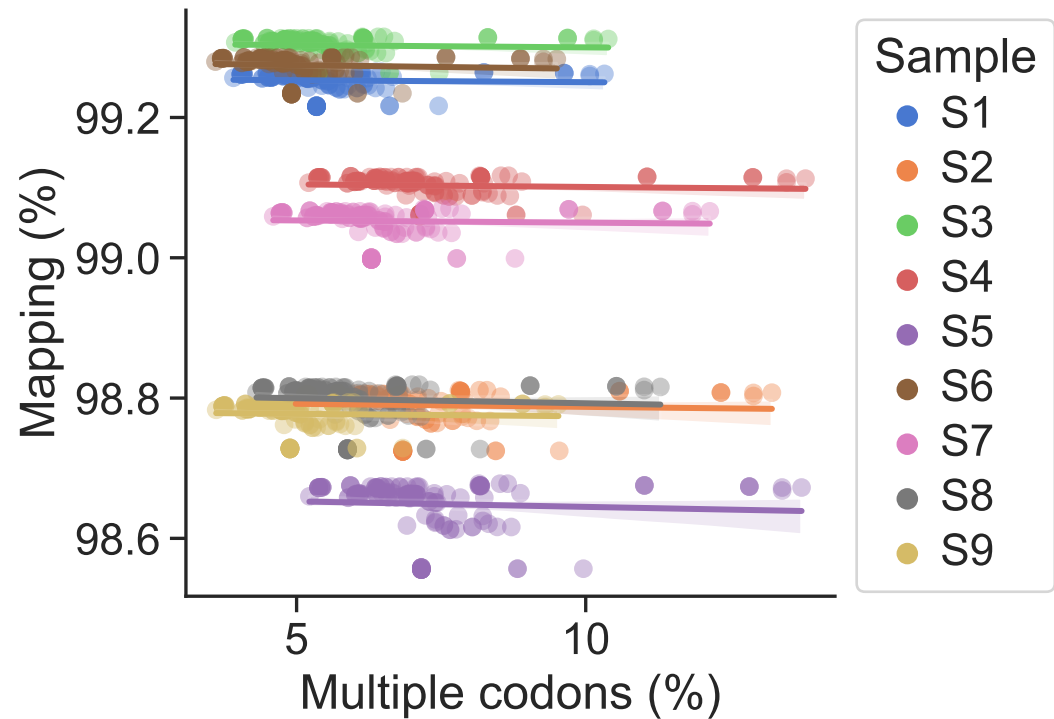 Mapping (%)
99.2
99.0
98.8
98.6
5
10
Multiple codons (%)
Sample
S1
S2
S3
S4
S5
S6
S7
S8
S9